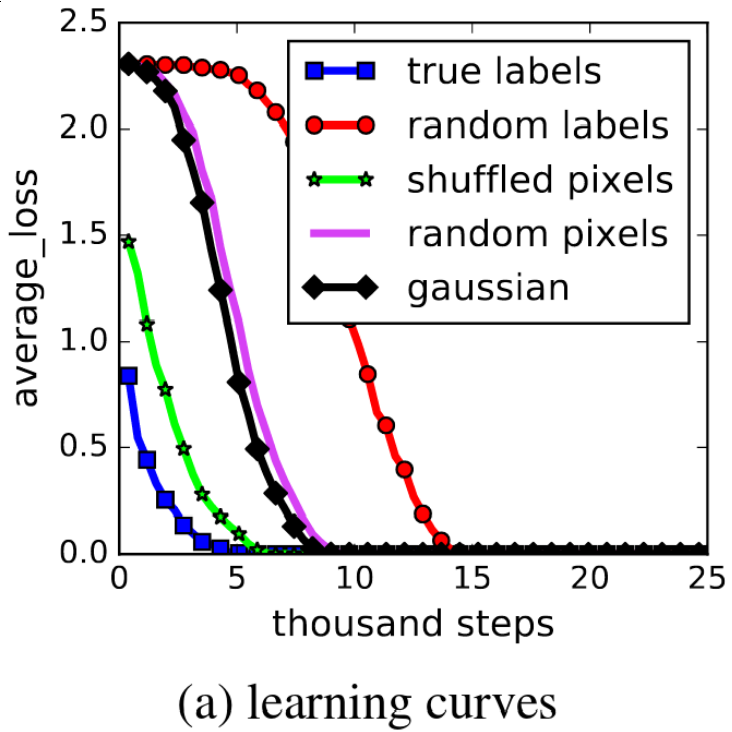 2.5
2.0
1.5
1.0
0.5
0.0
average_loss
true labels
random labels
shuffled pixels
random pixels
gaussian
0 5 10 15 20 25
thousand steps
(a) learning curves